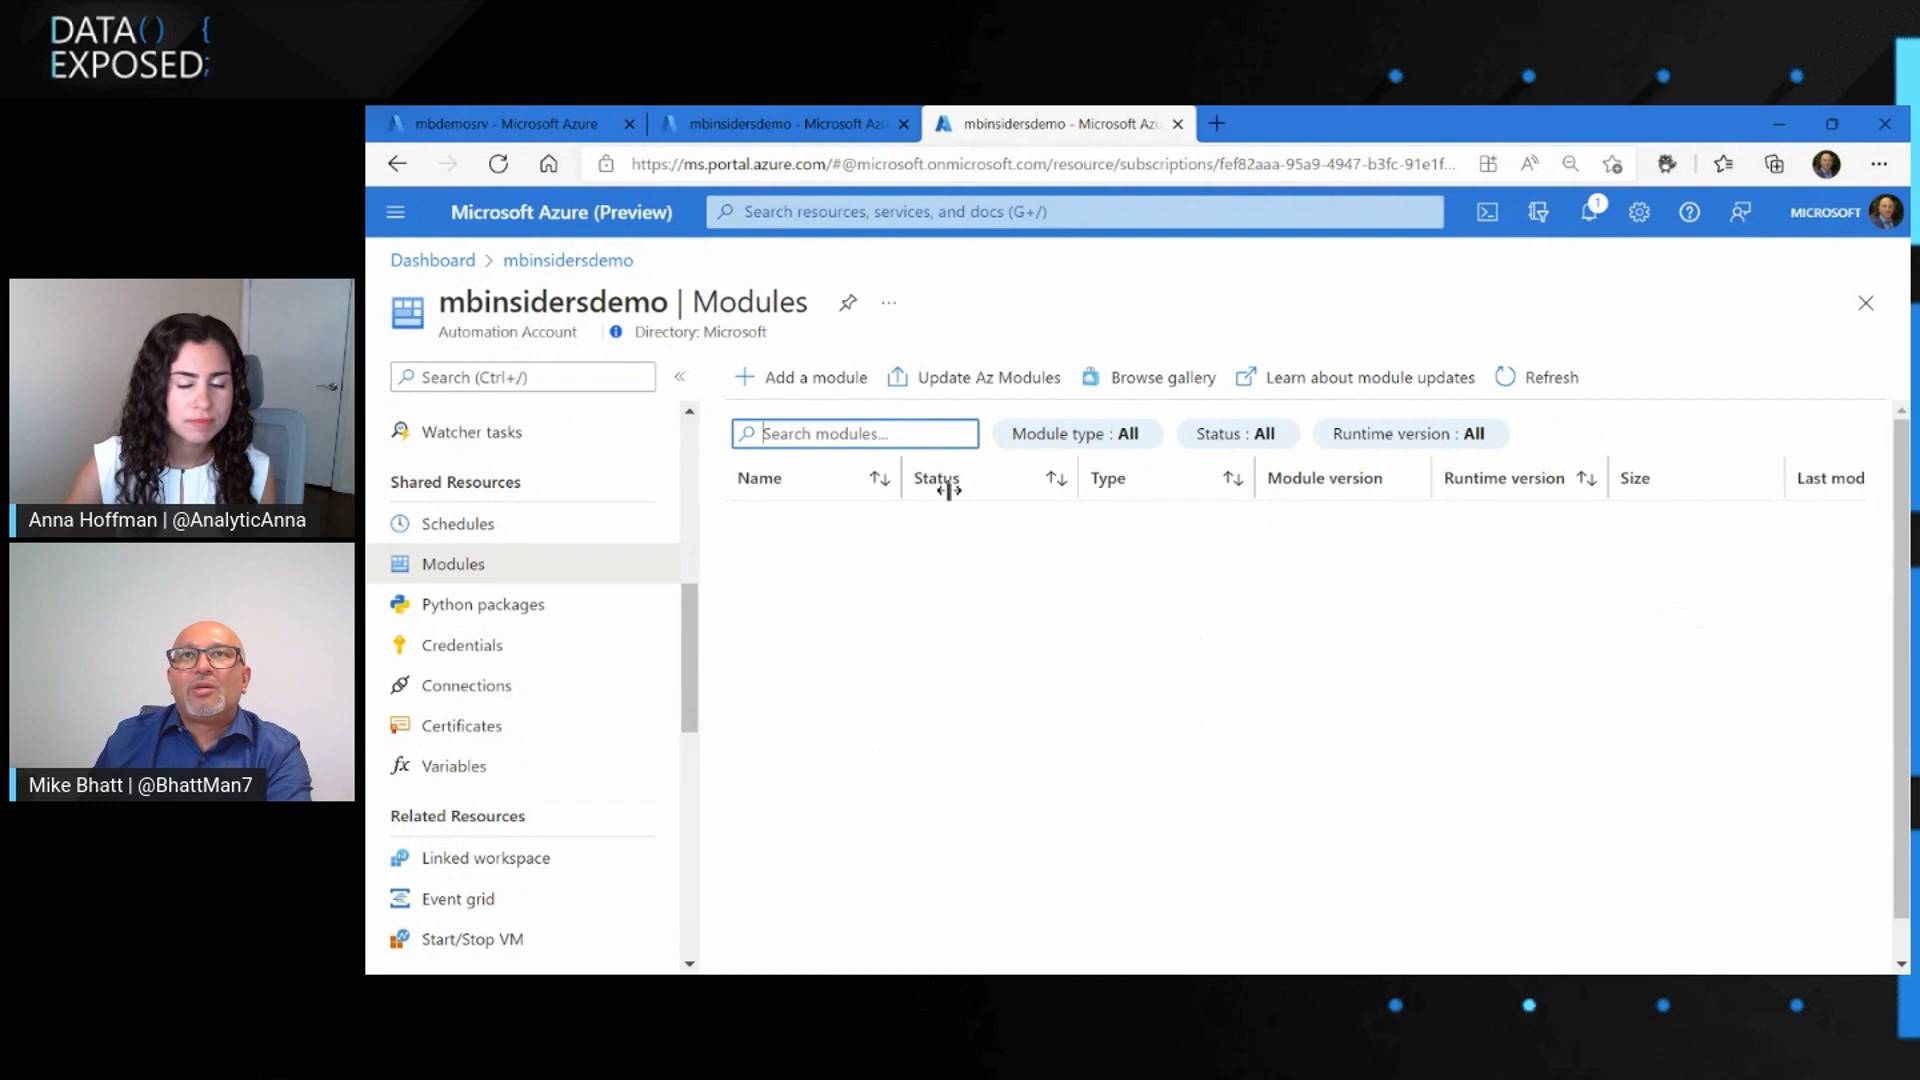 DATA() {
EXPOSED;
mbdemosrv - Microsoft Azure
mbinsidersdemo - Microsoft Az
mbinsidersdemo - Microsoft Az
https://ms.portal.azure.com/#@microsoft.onmicrosoft.com/resource/subscriptions/fef82aaa-95a9-4947-b3fc-91e1f...
Microsoft Azure (Preview)
Search resources, services, and docs (G+/)
1
MICROSOFT
Dashboard > mbinsidersdemo
mbinsidersdemo | Modules
...
Automation Account
Directory: Microsoft
Search (Ctrl+/)
«
Add a module
Update Az Modules
Browse gallery
Learn about module updates
Refresh
Watcher tasks
Shared Resources
Schedules
Modules
Python packages
Credentials
Connections
Certificates
Variables
Related Resources
Linked workspace
Event grid
Start/Stop VM
Search modules...
Module type : All
Status : All
Runtime version : All
Name
Status
Type
Module version
Runtime version
Size
Last mod
Anna Hoffman | @AnalyticAnna
Mike Bhatt | @BhattMan7